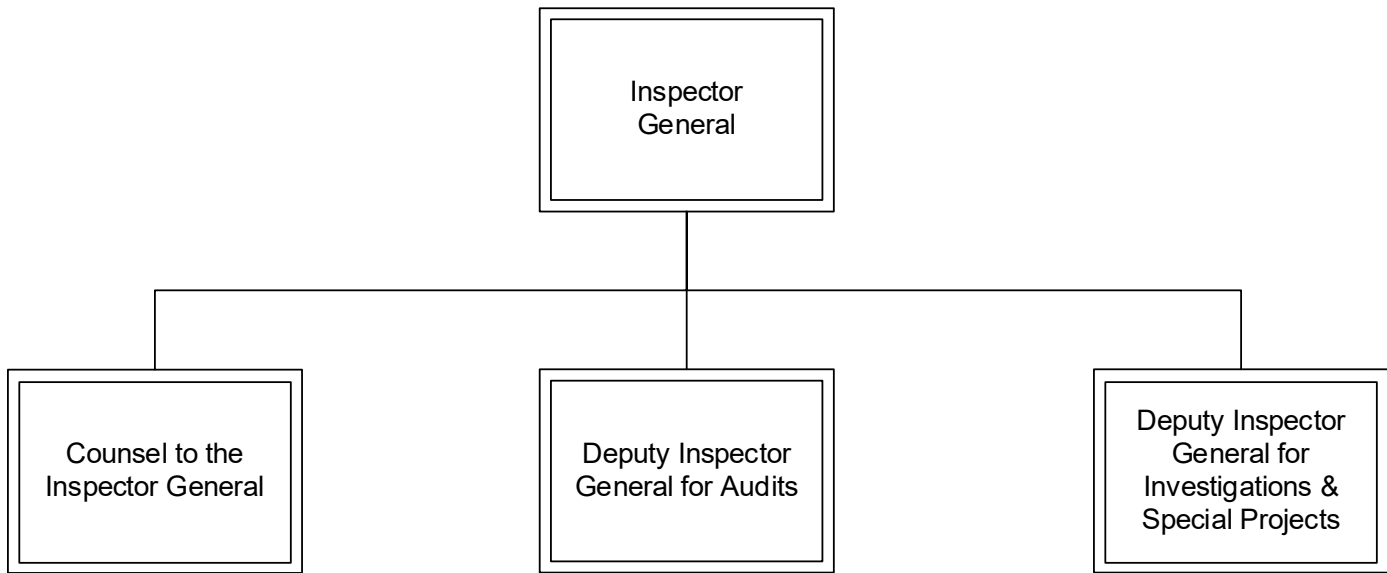 Inspector
General
Counsel to the
Inspector General
Deputy Inspector
General for Audits
Deputy Inspector
General for
Investigations &
Special Projects